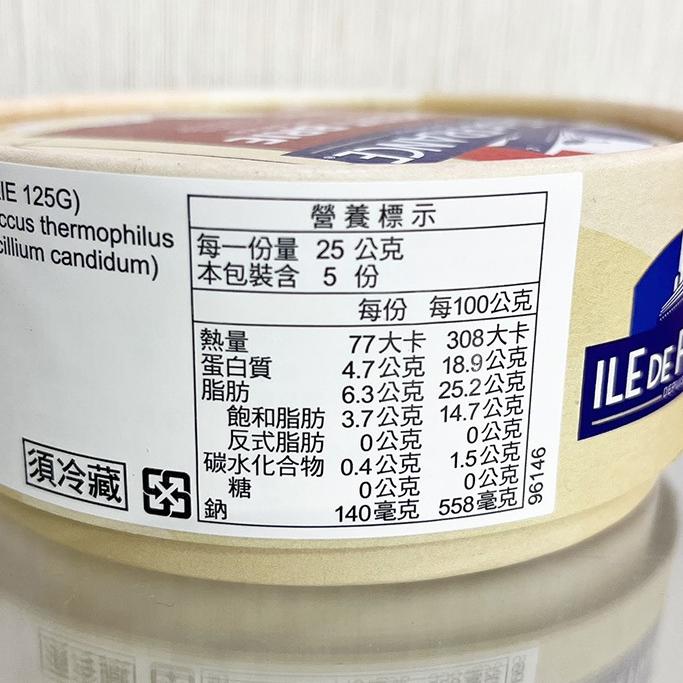 125G)
thermophilus
candidum)
須冷藏
營養標示
每一份量 25 公克
本包裝含 5 份
每份 每100公克
熱量 77大卡 308大卡
蛋白質 4.7公克 18.9公克
脂肪 6.3公克 25.2公克
飽和脂肪 3.7公克 14.7公克
反式脂肪 0公克 0公克
碳水化合物 0.4公克 1.5公克
糖 0公克 0公克
鈉 140毫克 558毫克
96146
ILE DE